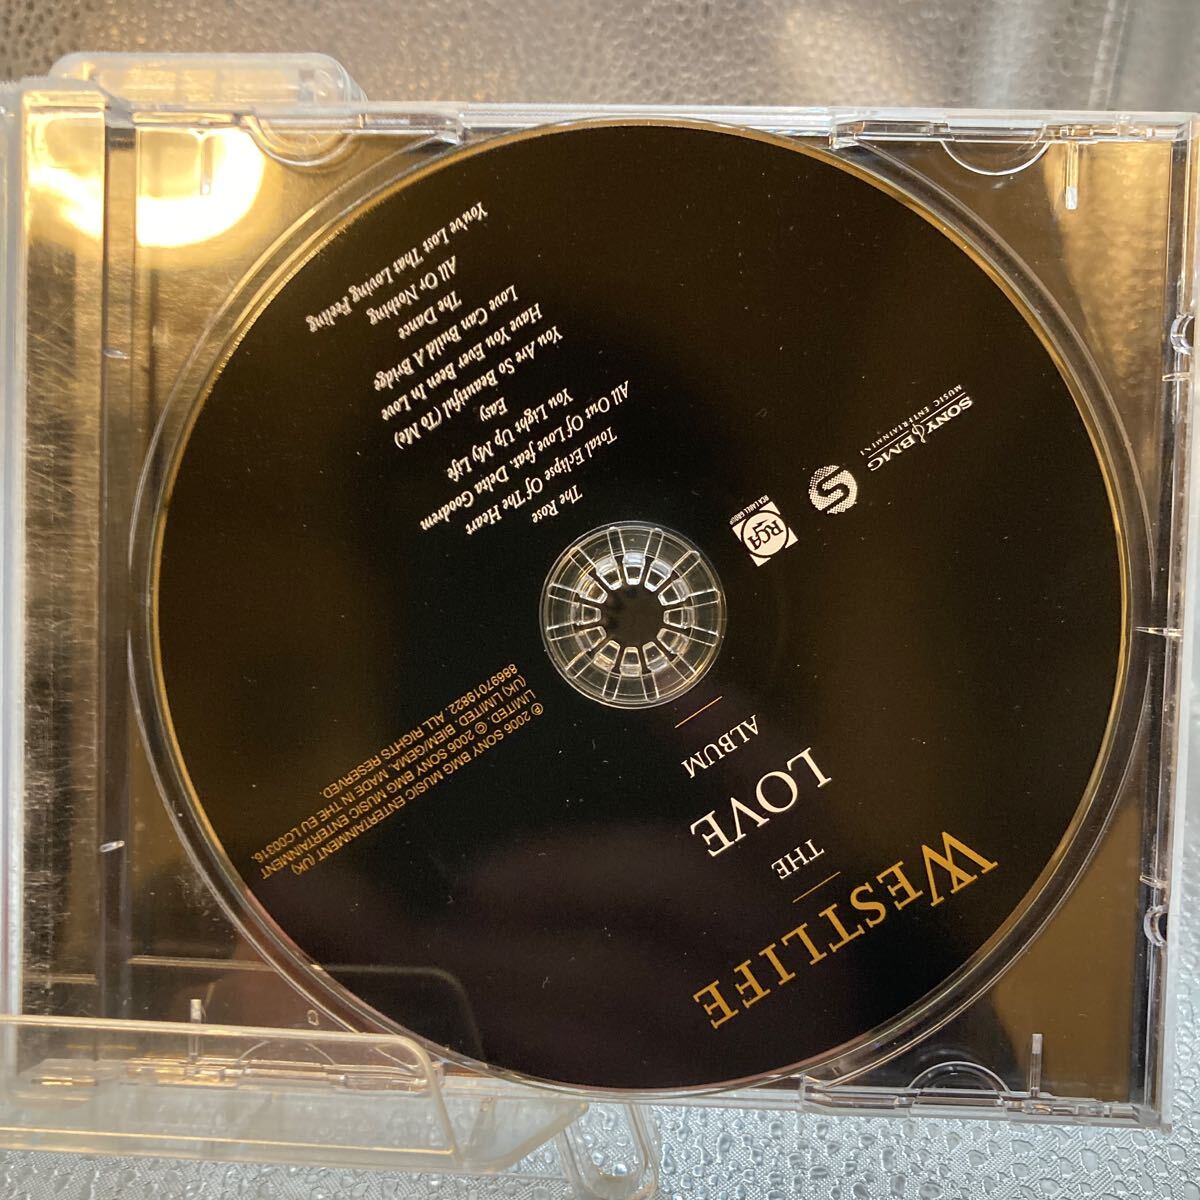 WESTLIFE
THE
LOVE
ALBUM
The Rose
Total Eclipse Of The Heart
All Out Of Love feat. Delta Goodrem
You Light Up My Life
Easy
You Are So Beautiful (To Me)
Have You Ever Been In Love
Love Can Build A Bridge
The Dance
All Or Nothing
You've Lost That Loving Feeling
℗ 2006 SONY BMG MUSIC ENTERTAINMENT (UK)
LIMITED. © 2006 SONY BMG MUSIC ENTERTAINMENT
(UK) LIMITED. BIEM/GEMA. MADE IN THE EU LC00316.
88697019822. ALL RIGHTS RESERVED.
RCA
RCA LABEL GROUP
S
SONY BMG
MUSIC ENTERTAINMENT